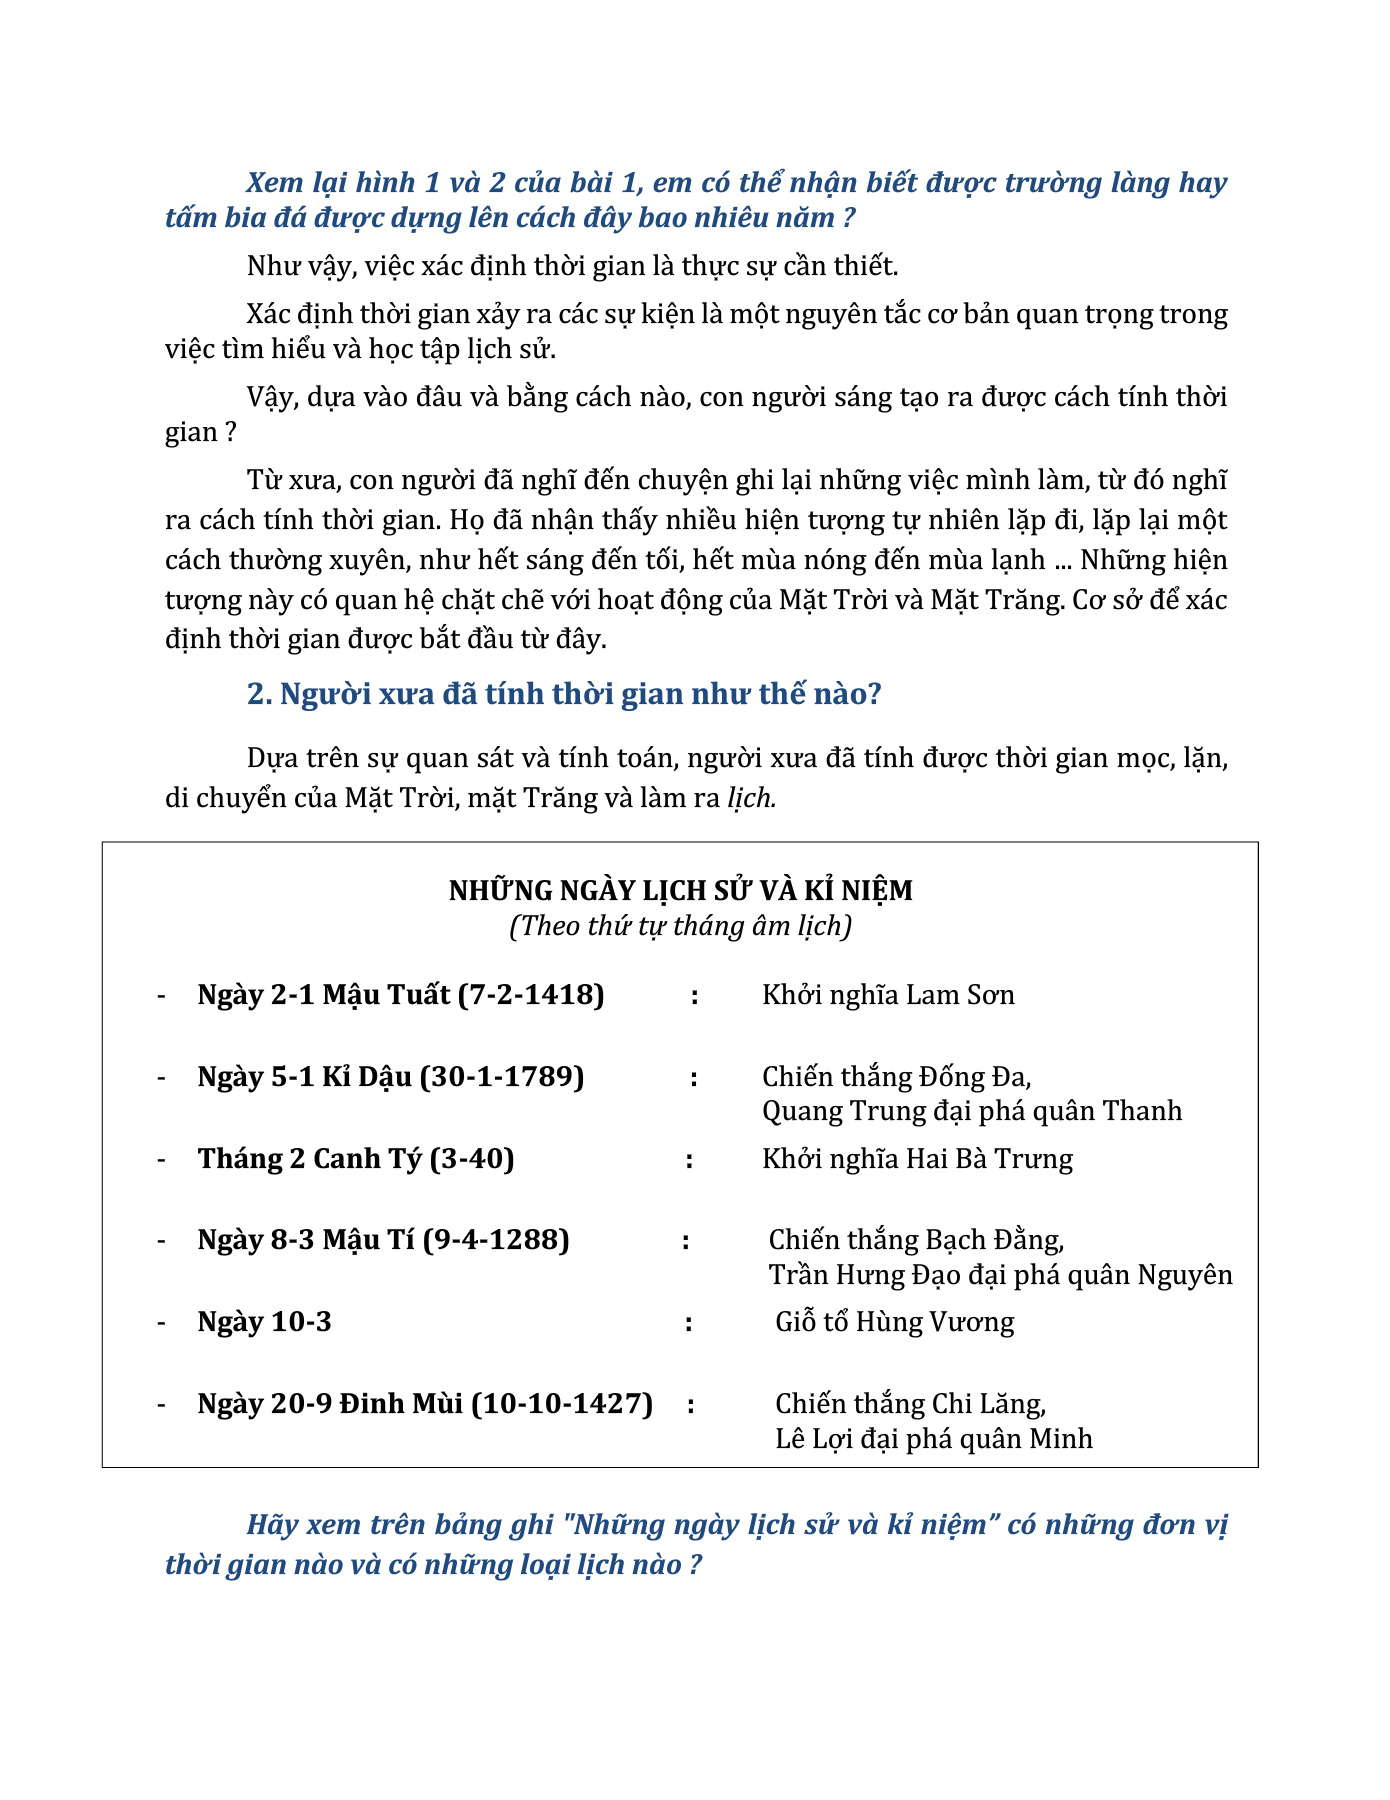 Xem lại hình 1 và 2 của bài 1, em có thể nhận biết được trường làng hay
tấm bia đá được dựng lên cách đây bao nhiêu năm ?
Như vậy, việc xác định thời gian là thực sự cần thiết.
Xác định thời gian xảy ra các sự kiện là một nguyên tắc cơ bản quan trọng trong
việc tìm hiểu và học tập lịch sử.
Vậy, dựa vào đâu và bằng cách nào, con người sáng tạo ra được cách tính thời
gian ?
Từ xưa, con người đã nghĩ đến chuyện ghi lại những việc mình làm, từ đó nghĩ
ra cách tính thời gian. Họ đã nhận thấy nhiều hiện tượng tự nhiên lặp đi, lặp lại một
cách thường xuyên, như hết sáng đến tối, hết mùa nóng đến mùa lạnh ... Những hiện
tượng này có quan hệ chặt chẽ với hoạt động của Mặt Trời và Mặt Trăng. Cơ sở để xác
định thời gian được bắt đầu từ đây.
2. Người xưa đã tính thời gian như thế nào?
Dựa trên sự quan sát và tính toán, người xưa đã tính được thời gian mọc, lặn,
di chuyển của Mặt Trời, mặt Trăng và làm ra lịch.
NHỮNG NGÀY LỊCH SỬ VÀ KỈ NIỆM
(Theo thứ tự tháng âm lịch)
- Ngày 2-1 Mậu Tuất (7-2-1418) : Khởi nghĩa Lam Sơn
- Ngày 5-1 Kỉ Dậu (30-1-1789) : Chiến thắng Đống Đa,
Quang Trung đại phá quân Thanh
- Tháng 2 Canh Tý (3-40) : Khởi nghĩa Hai Bà Trưng
- Ngày 8-3 Mậu Tí (9-4-1288) : Chiến thắng Bạch Đằng,
Trần Hưng Đạo đại phá quân Nguyên
- Ngày 10-3 : Giỗ tổ Hùng Vương
- Ngày 20-9 Đinh Mùi (10-10-1427) : Chiến thắng Chi Lăng,
Lê Lợi đại phá quân Minh
Hãy xem trên bảng ghi "Những ngày lịch sử và kỉ niệm” có những đơn vị
thời gian nào và có những loại lịch nào ?